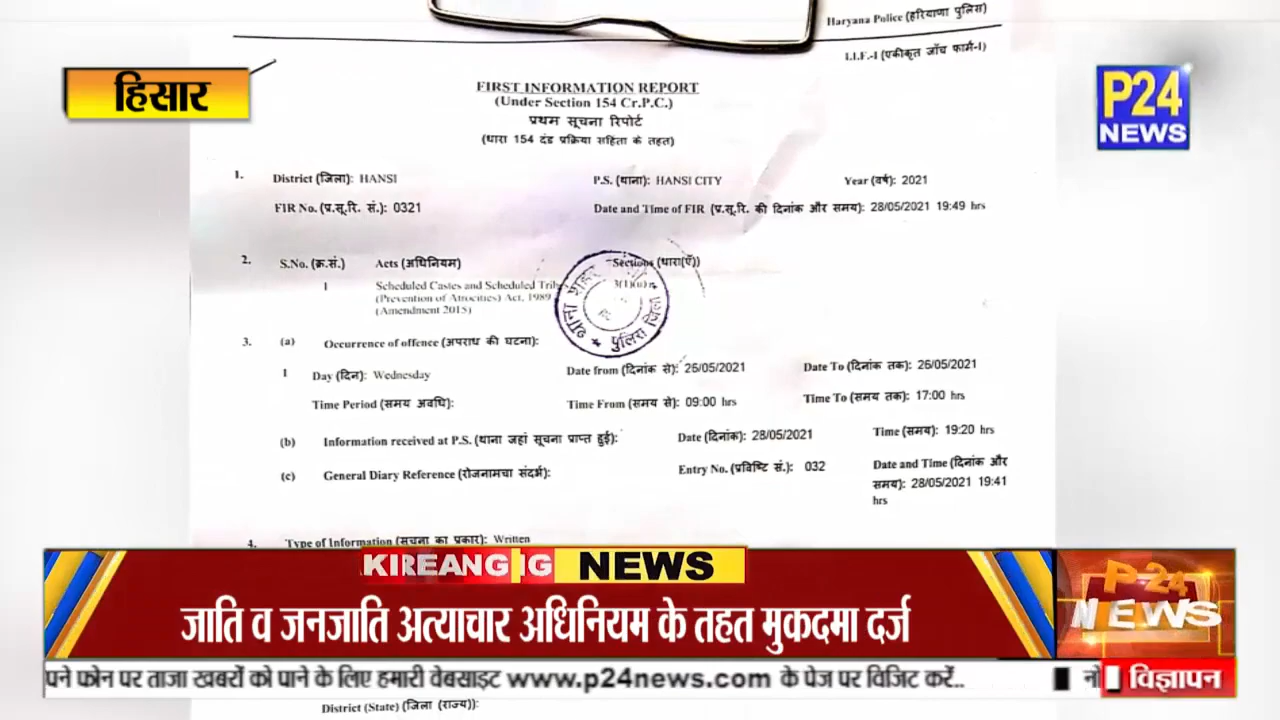 Haryana Police (हरियाणा पुलिस)
I.I.F.-I (एकीकृत जाँच फार्म-I)
हिसार
P24
NEWS
FIRST INFORMATION REPORT
(Under Section 154 Cr.P.C.)
प्रथम सूचना रिपोर्ट
(धारा 154 दंड प्रक्रिया सहिता के तहत)
1. District (जिला): HANSI P.S. (थाना): HANSI CITY Year (वर्ष): 2021
FIR No. (प्र.सू.रि. सं.): 0321 Date and Time of FIR (प्र.सू.रि. की दिनांक और समय): 28/05/2021 19:49 hrs
2. S.No. (क्र.सं.) Acts (अधिनियम) Sections (धारा(एँ))
1 Scheduled Castes and Scheduled Trib
(Prevention of Atrocities) Act, 1989
(Amendment 2015)
थाना शहर
पुलिस जिला
3. (a) Occurrence of offence (अपराध की घटना):
1 Day (दिन): Wednesday Date from (दिनांक से): 26/05/2021 Date To (दिनांक तक): 26/05/2021
Time Period (समय अवधि): Time From (समय से): 09:00 hrs Time To (समय तक): 17:00 hrs
(b) Information received at P.S. (थाना जहां सूचना प्राप्त हुई): Date (दिनांक): 28/05/2021 Time (समय): 19:20 hrs
(c) General Diary Reference (रोजनामचा संदर्भ): Entry No. (प्रविष्टि सं.): 032 Date and Time (दिनांक और
समय): 28/05/2021 19:41
hrs
4. Type of Information (सूचना का प्रकार): Written
NEWS
जाति व जनजाति अत्याचार अधिनियम के तहत मुकदमा दर्ज
P24
NEWS
पने फोन पर ताजा खबरों को पाने के लिए हमारी वेबसाइट www.p24news.com के पेज पर विजिट करें.. नो विज्ञापन
District (State) (जिला (राज्य)):